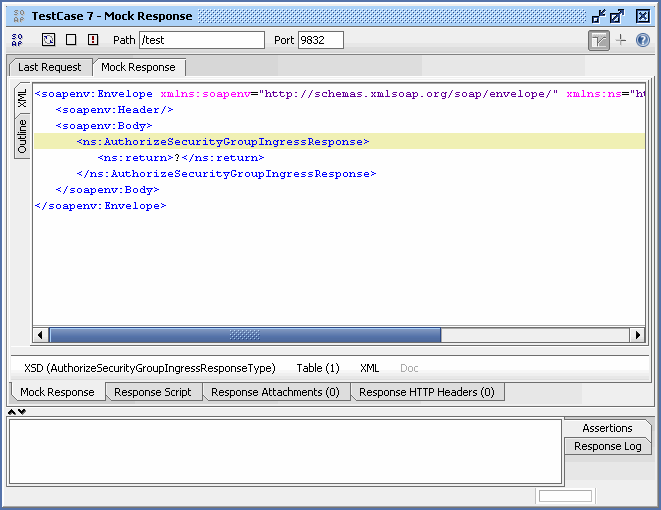 TestCase 7 - Mock Response
SO AP
Path /test Port 9832
Last Request Mock Response
XML
Outline
<soapenv:Envelope xmlns:soapenv="http://schemas.xmlsoap.org/soap/envelope/" xmlns:ns="ht
<soapenv:Header/>
<soapenv:Body>
<ns:AuthorizeSecurityGroupIngressResponse>
<ns:return>?</ns:return>
</ns:AuthorizeSecurityGroupIngressResponse>
</soapenv:Body>
</soapenv:Envelope>
XSD (AuthorizeSecurityGroupIngressResponseType) Table (1) XML Doc
Mock Response Response Script Response Attachments (0) Response HTTP Headers (0)
Assertions
Response Log